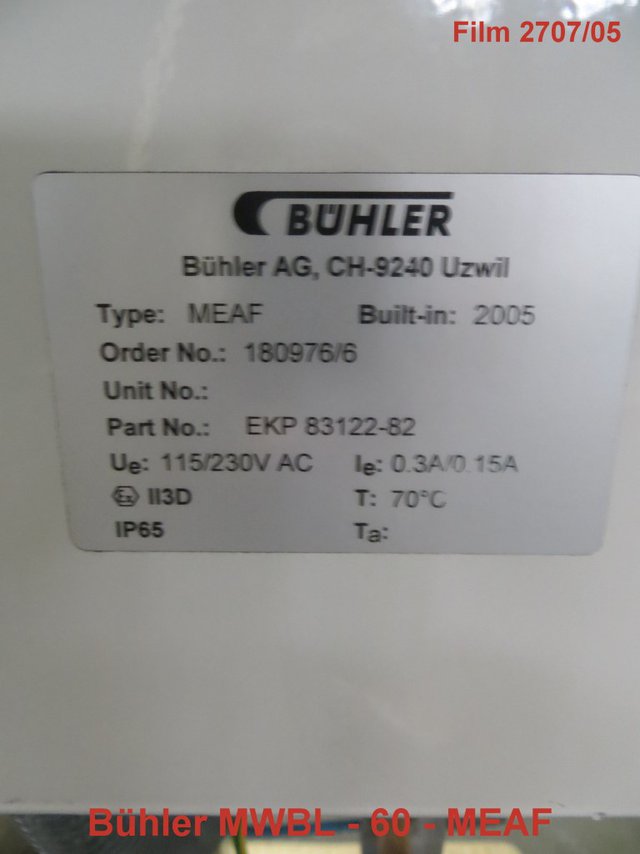 Film 2707/05
BÜHLER
Bühler AG, CH-9240 Uzwil
Type: MEAF Built-in: 2005
Order No.: 180976/6
Unit No.:
Part No.: EKP 83122-82
Ue: 115/230V AC Ie: 0.3A/0.15A
Ex II3D T: 70°C
IP65 Ta:
Bühler MWBL - 60 - MEAF